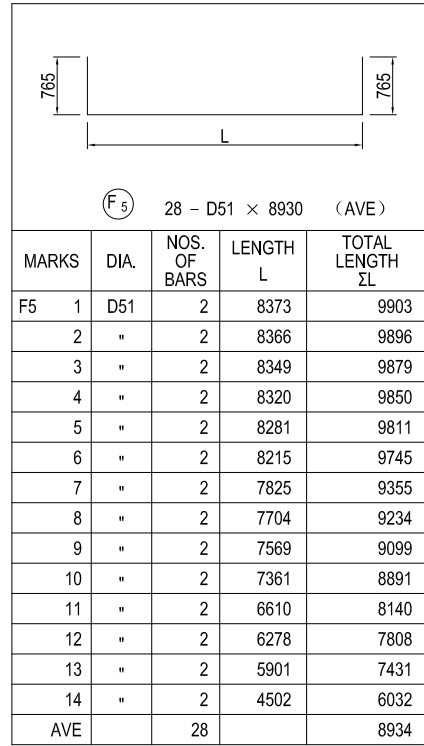 765
765
L
F 5 28 - D51 × 8930 (AVE)
MARKS DIA. NOS. OF BARS LENGTH L TOTAL LENGTH ΣL
F5 1 D51 2 8373 9903
2 " 2 8366 9896
3 " 2 8349 9879
4 " 2 8320 9850
5 " 2 8281 9811
6 " 2 8215 9745
7 " 2 7825 9355
8 " 2 7704 9234
9 " 2 7569 9099
10 " 2 7361 8891
11 " 2 6610 8140
12 " 2 6278 7808
13 " 2 5901 7431
14 " 2 4502 6032
AVE 28 8934